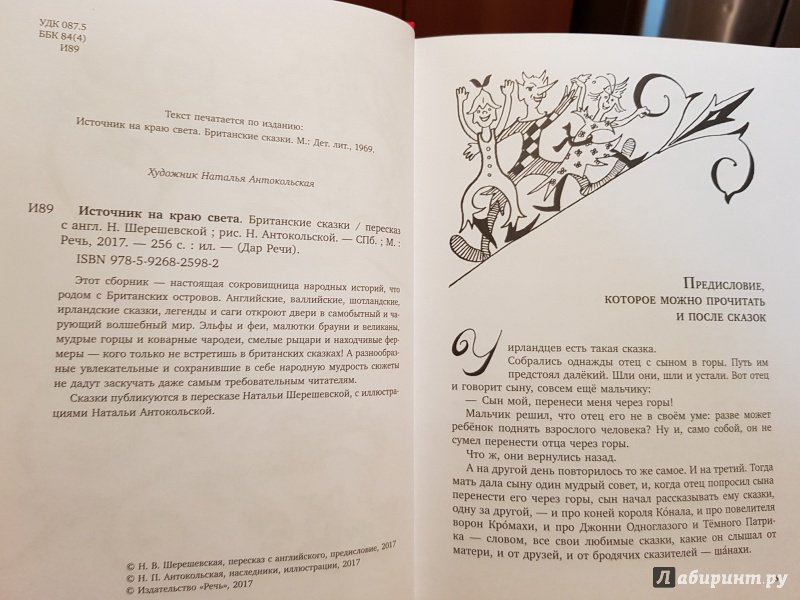 УДК 087.5
ББК 84(4)
И89
Текст печатается по изданию:
Источник на краю света. Британские сказки. М.: Дет. лит., 1969.
Художник Наталья Антокольская
И89 Источник на краю света. Британские сказки / пересказ
с англ. Н. Шерешевской ; рис. Н. Антокольской. — СПб. ; М. :
Речь, 2017. — 256 с. : ил. — (Дар Речи).
ISBN 978-5-9268-2598-2
Этот сборник — настоящая сокровищница народных историй, что
родом с Британских островов. Английские, валлийские, шотландские,
ирландские сказки, легенды и саги откроют двери в самобытный и ча-
рующий волшебный мир. Эльфы и феи, малютки брауни и великаны,
мудрые горцы и коварные чародеи, смелые рыцари и находчивые фер-
меры — кого только не встретишь в британских сказках! А разнообраз-
ные увлекательные и сохранившие в себе народную мудрость сюжеты
не дадут заскучать даже самым требовательным читателям.
Сказки публикуются в пересказе Натальи Шерешевской, с иллюстра-
циями Натальи Антокольской.
© Н. В. Шерешевская, пересказ с английского, предисловие, 2017
© Н. П. Антокольская, наследники, иллюстрации, 2017
© Издательство «Речь», 2017
Предисловие,
которое можно прочитать
и после сказок
У ирландцев есть такая сказка.
Собрались однажды отец с сыном в горы. Путь им
предстоял далёкий. Шли они, шли и устали. Вот отец
и говорит сыну, совсем ещё мальчику:
— Сын мой, перенеси меня через горы!
Мальчик решил, что отец его не в своём уме: разве может
ребёнок поднять взрослого человека? Ну и, само собой, он не
сумел перенести отца через горы.
Что ж, они вернулись назад.
А на другой день повторилось то же самое. И на третий. Тогда
мать дала сыну один мудрый совет, и, когда отец попросил сына
перенести его через горы, сын начал рассказывать ему сказки,
одну за другой, — и про коней короля Ко́нала, и про повелителя
ворон Кро́махи, и про Джонни Одноглазого и Тёмного Патри-
ка — словом, все свои любимые сказки, какие он слышал от
матери, и от друзей, и от бродячих сказителей — ша́нахи.
Лабиринт.ру